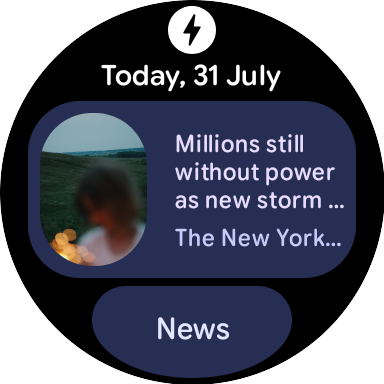 Today, 31 July
Millions still
without power
as new storm ...
The New York...
News